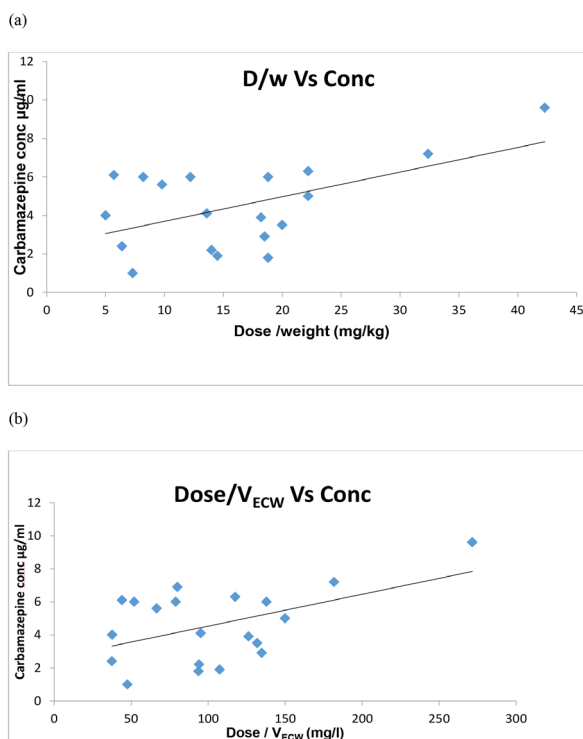 (a)
D/w Vs Conc
Carbamazepine conc µg/ml
12
10
8
6
4
2
0
0 5 10 15 20 25 30 35 40 45
Dose /weight (mg/kg)
(b)
Dose/V_ECW Vs Conc
Carbamazepine conc µg/ml
12
10
8
6
4
2
0
0 50 100 150 200 250 300
Dose / V_ECW (mg/l)